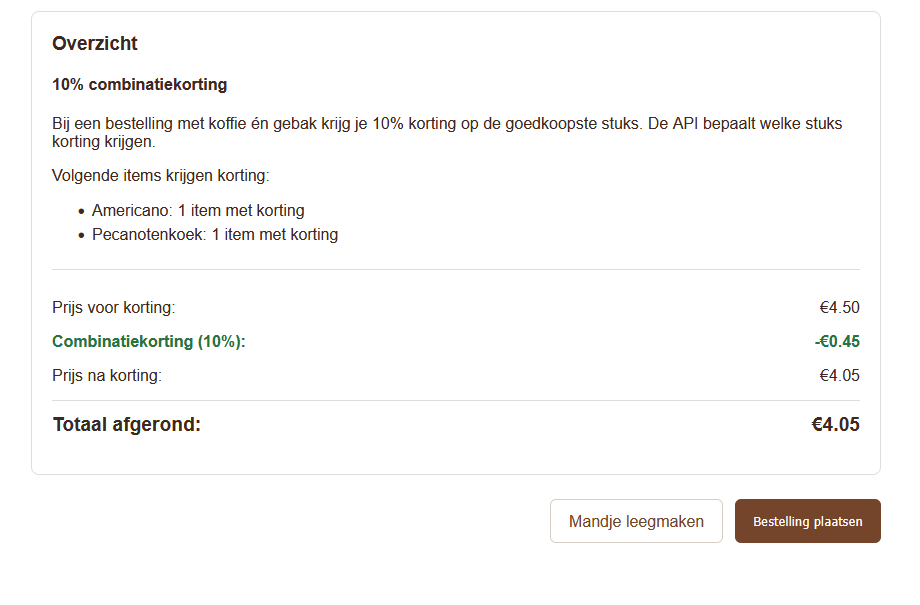 Overzicht
10% combinatiekorting
Bij een bestelling met koffie én gebak krijg je 10% korting op de goedkoopste stuks. De API bepaalt welke stuks
korting krijgen.
Volgende items krijgen korting:
• Americano: 1 item met korting
• Pecanotenkoek: 1 item met korting
Prijs voor korting: €4.50
Combinatiekorting (10%): -€0.45
Prijs na korting: €4.05
Totaal afgerond: €4.05
Mandje leegmaken Bestelling plaatsen